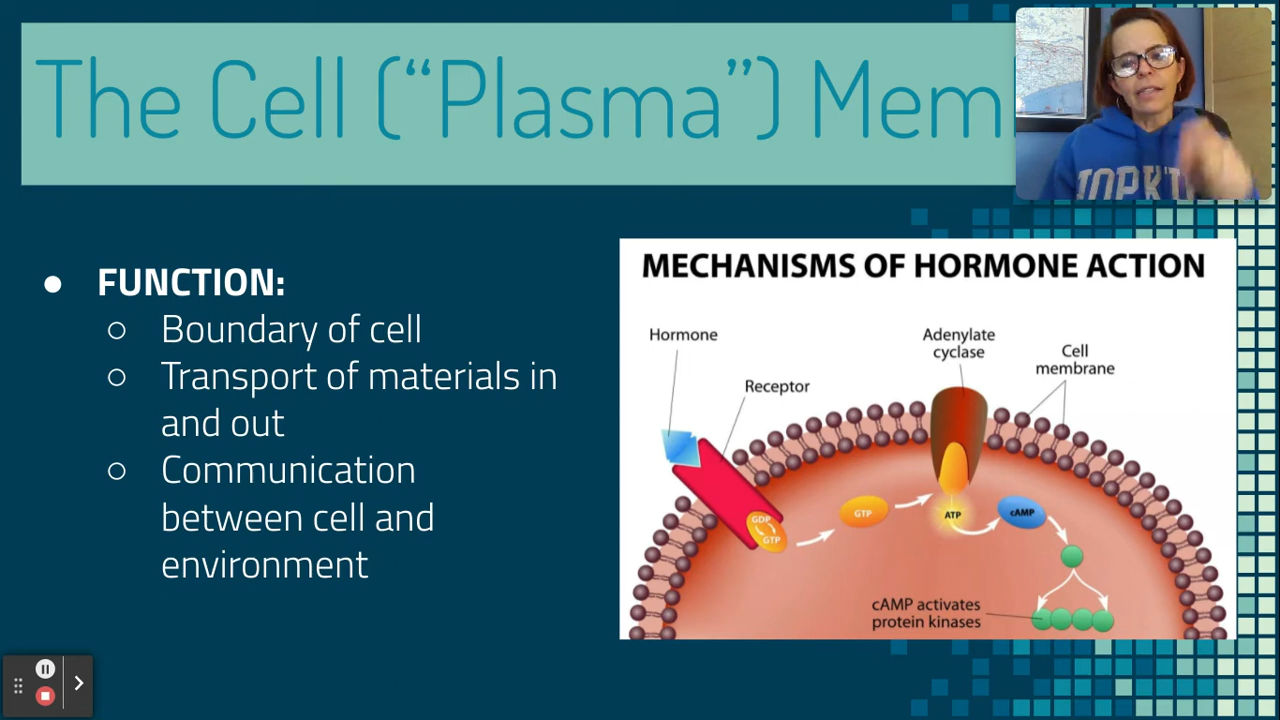 The Cell (“Plasma”) Mem
FUNCTION:
Boundary of cell
Transport of materials in
and out
Communication
between cell and
environment
MECHANISMS OF HORMONE ACTION
Hormone
Adenylate
cyclase
Cell
membrane
Receptor
GDP
GTP
GTP
ATP
cAMP
cAMP activates
protein kinases